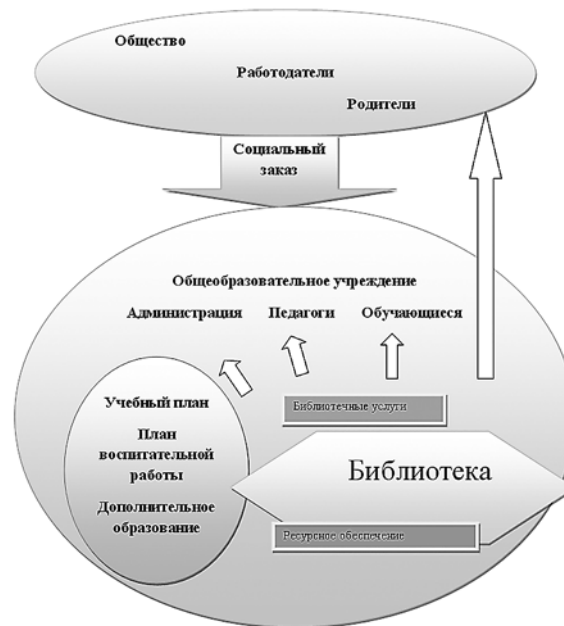 Общество
Работодатели
Родители
Социальный
заказ
Общеобразовательное учреждение
Администрация Педагоги Обучающиеся
Учебный план
План
воспитательной
работы
Дополнительное
образование
Библиотечные услуги
Библиотека
Ресурсное обеспечение